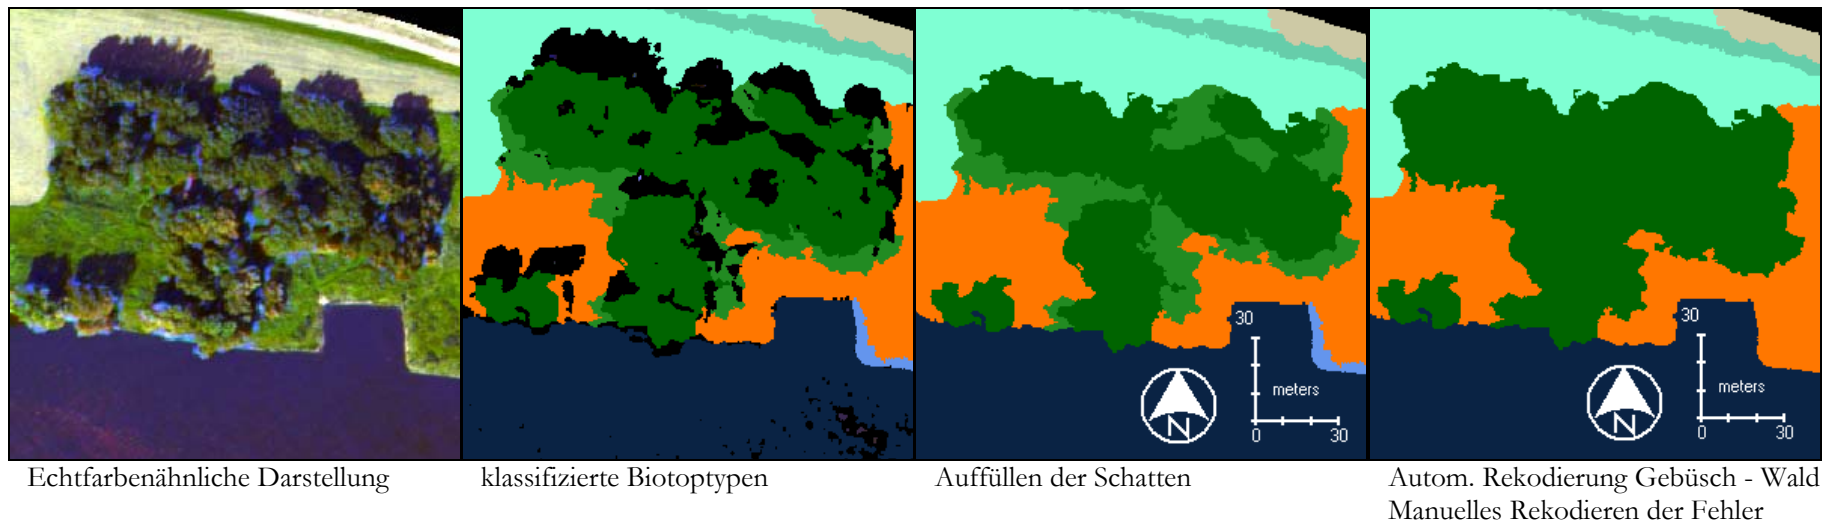 30
meters
N
0
30
30
meters
N
0
30
Echtfarbenähnliche Darstellung
klassifizierte Biotoptypen
Auffüllen der Schatten
Autom. Rekodierung Gebüsch - Wald
Manuelles Rekodieren der Fehler